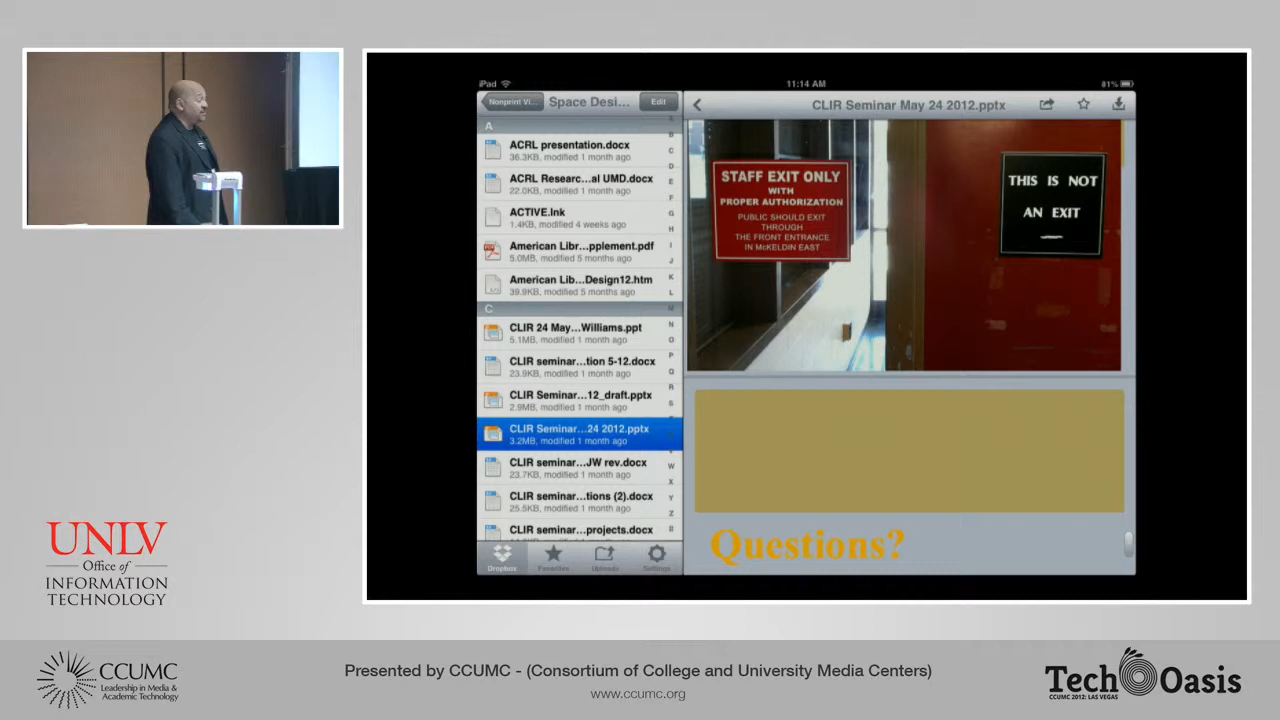 iPad
11:14 AM
81%
Nonprint Vi...
Space Desi...
Edit
CLIR Seminar May 24 2012.pptx
A
ACRL presentation.docx
36.3KB, modified 1 month ago
ACRL Researc...al UMD.docx
22.0KB, modified 1 month ago
ACTIVE.lnk
1.4KB, modified 4 weeks ago
American Libr...pplement.pdf
5.0MB, modified 5 months ago
American Lib...Design12.htm
39.9KB, modified 5 months ago
C
CLIR 24 May...Williams.ppt
5.1MB, modified 1 month ago
CLIR seminar...tion 5-12.docx
23.9KB, modified 1 month ago
CLIR Seminar...12_draft.pptx
2.9MB, modified 1 month ago
CLIR Seminar...24 2012.pptx
3.2MB, modified 1 month ago
CLIR seminar...JW rev.docx
23.7KB, modified 1 month ago
CLIR seminar...tions (2).docx
25.5KB, modified 1 month ago
CLIR seminar...projects.docx
Dropbox
Favorites
Uploads
Settings
STAFF EXIT ONLY
WITH
PROPER AUTHORIZATION
PUBLIC SHOULD EXIT
THROUGH
THE FRONT ENTRANCE
IN McKELDIN EAST
THIS IS NOT
AN EXIT
Questions?
UNLV
Office of
INFORMATION
TECHNOLOGY
CCUMC
Leadership in Media &
Academic Technology
Presented by CCUMC - (Consortium of College and University Media Centers)
www.ccumc.org
Tech Oasis
CCUMC 2012: LAS VEGAS